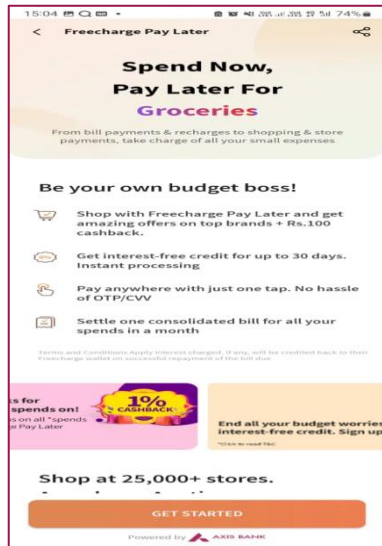 15:04
74%
Freecharge Pay Later
Spend Now,
Pay Later For
Groceries
From bill payments & recharges to shopping & store
payments, take charge of all your small expenses
Be your own budget boss!
Shop with Freecharge Pay Later and get
amazing offers on top brands + Rs.100
cashback.
Get interest-free credit for up to 30 days.
Instant processing
Pay anywhere with just one tap. No hassle
of OTP/CVV
Settle one consolidated bill for all your
spends in a month
Terms and Conditions Apply Interest charged, if any, will be credited back to their
Freecharge wallet on successful repayment of the bill due
ks for
spends on!
s on all *spends
e Pay Later
1%
CASHBACK
End all your budget worries
interest-free credit. Sign up
*Click to read T&C
Shop at 25,000+ stores.
GET STARTED
Powered by AXIS BANK